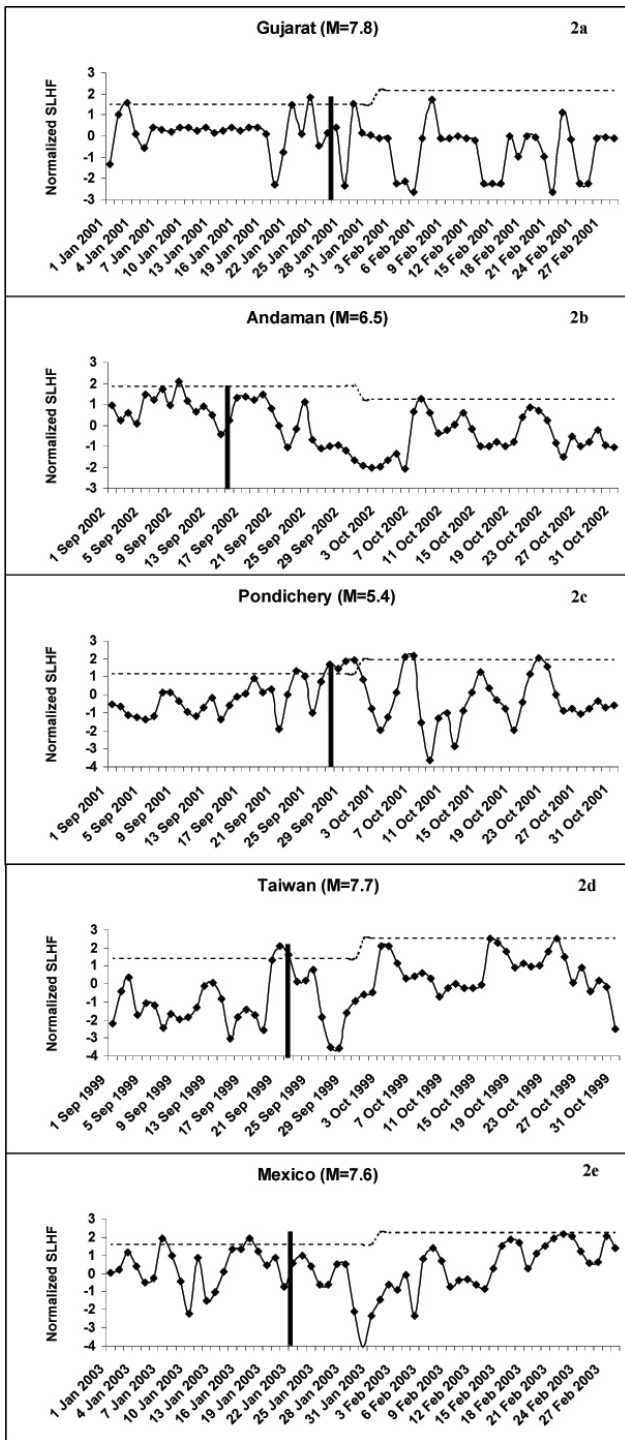 Gujarat (M=7.8)
2a
Normalized SLHF
3
2
1
0
-1
-2
-3
1 Jan 2001
4 Jan 2001
7 Jan 2001
10 Jan 2001
13 Jan 2001
16 Jan 2001
19 Jan 2001
22 Jan 2001
25 Jan 2001
28 Jan 2001
31 Jan 2001
3 Feb 2001
6 Feb 2001
9 Feb 2001
12 Feb 2001
15 Feb 2001
18 Feb 2001
21 Feb 2001
24 Feb 2001
27 Feb 2001
Andaman (M=6.5)
2b
Normalized SLHF
3
2
1
0
-1
-2
-3
1 Sep 2002
5 Sep 2002
9 Sep 2002
13 Sep 2002
17 Sep 2002
21 Sep 2002
25 Sep 2002
29 Sep 2002
3 Oct 2002
7 Oct 2002
11 Oct 2002
15 Oct 2002
19 Oct 2002
23 Oct 2002
27 Oct 2002
31 Oct 2002
Pondichery (M=5.4)
2c
Normalized SLHF
3
2
1
0
-1
-2
-3
-4
1 Sep 2001
5 Sep 2001
9 Sep 2001
13 Sep 2001
17 Sep 2001
21 Sep 2001
25 Sep 2001
29 Sep 2001
3 Oct 2001
7 Oct 2001
11 Oct 2001
15 Oct 2001
19 Oct 2001
23 Oct 2001
27 Oct 2001
31 Oct 2001
Taiwan (M=7.7)
2d
Normalized SLHF
3
2
1
0
-1
-2
-3
-4
1 Sep 1999
5 Sep 1999
9 Sep 1999
13 Sep 1999
17 Sep 1999
21 Sep 1999
25 Sep 1999
29 Sep 1999
3 Oct 1999
7 Oct 1999
11 Oct 1999
15 Oct 1999
19 Oct 1999
23 Oct 1999
27 Oct 1999
31 Oct 1999
Mexico (M=7.6)
2e
Normalized SLHF
3
2
1
0
-1
-2
-3
-4
1 Jan 2003
4 Jan 2003
7 Jan 2003
10 Jan 2003
13 Jan 2003
16 Jan 2003
19 Jan 2003
22 Jan 2003
25 Jan 2003
28 Jan 2003
31 Jan 2003
3 Feb 2003
6 Feb 2003
9 Feb 2003
12 Feb 2003
15 Feb 2003
18 Feb 2003
21 Feb 2003
24 Feb 2003
27 Feb 2003